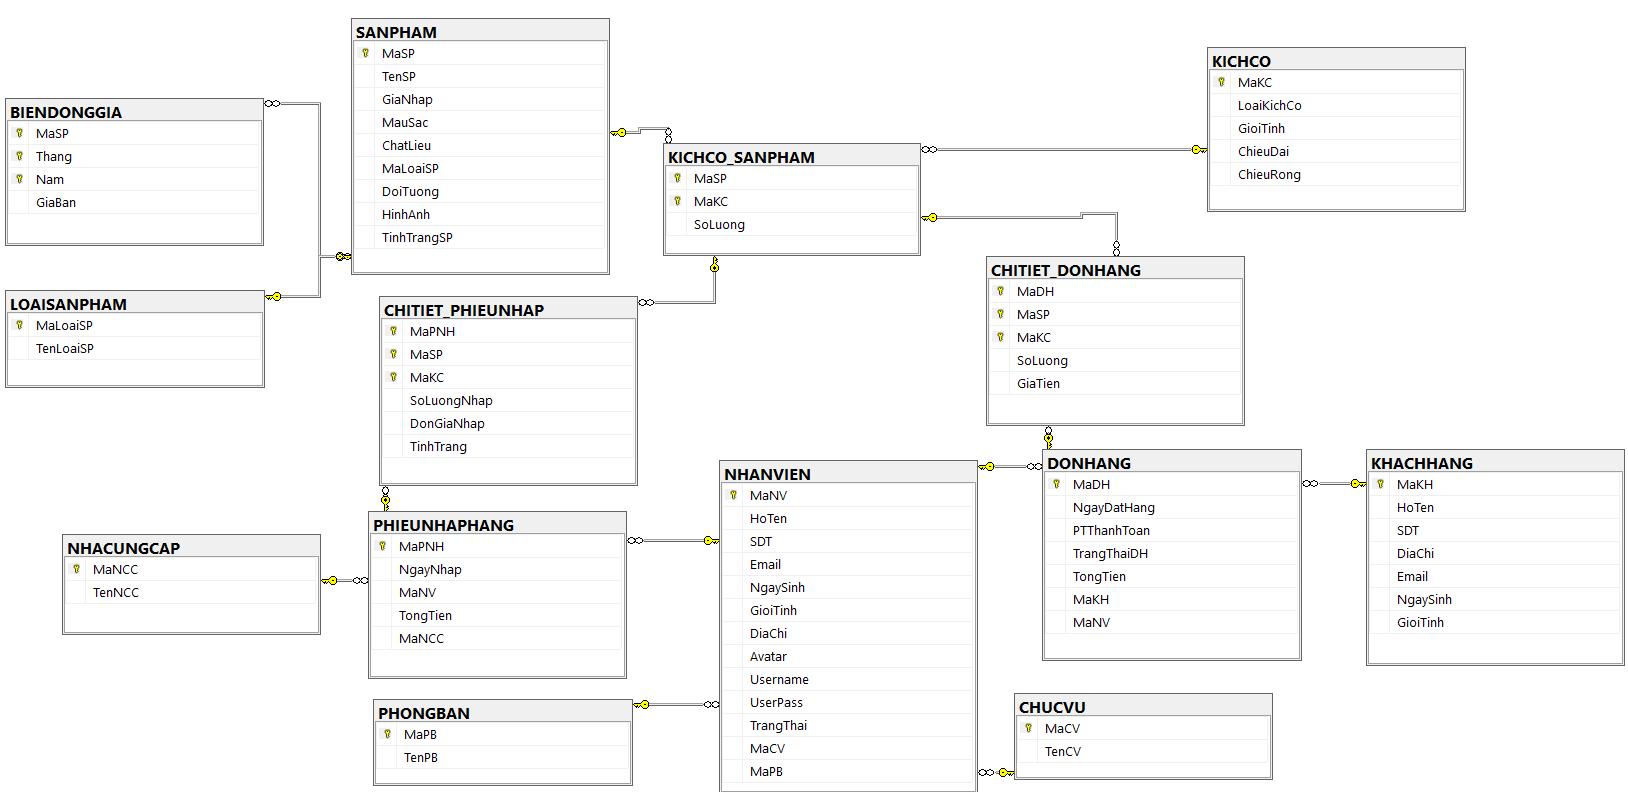 SANPHAM
MaSP
TenSP
GiaNhap
MauSac
ChatLieu
MaLoaiSP
DoiTuong
HinhAnh
TinhTrangSP
KICHCO
MaKC
LoaiKichCo
GioiTinh
ChieuDai
ChieuRong
BIENDONGGIA
MaSP
Thang
Nam
GiaBan
KICHCO_SANPHAM
MaSP
MaKC
SoLuong
LOAISANPHAM
MaLoaiSP
TenLoaiSP
CHITIET_PHIEUNHAP
MaPNH
MaSP
MaKC
SoLuongNhap
DonGiaNhap
TinhTrang
CHITIET_DONHANG
MaDH
MaSP
MaKC
SoLuong
GiaTien
NHANVIEN
MaNV
HoTen
SDT
Email
NgaySinh
GioiTinh
DiaChi
Avatar
Username
UserPass
TrangThai
MaCV
MaPB
DONHANG
MaDH
NgayDatHang
PTThanhToan
TrangThaiDH
TongTien
MaKH
MaNV
KHACHHANG
MaKH
HoTen
SDT
DiaChi
Email
NgaySinh
GioiTinh
NHACUNGCAP
MaNCC
TenNCC
PHIEUNHAPHANG
MaPNH
NgayNhap
MaNV
TongTien
MaNCC
PHONGBAN
MaPB
TenPB
CHUCVU
MaCV
TenCV